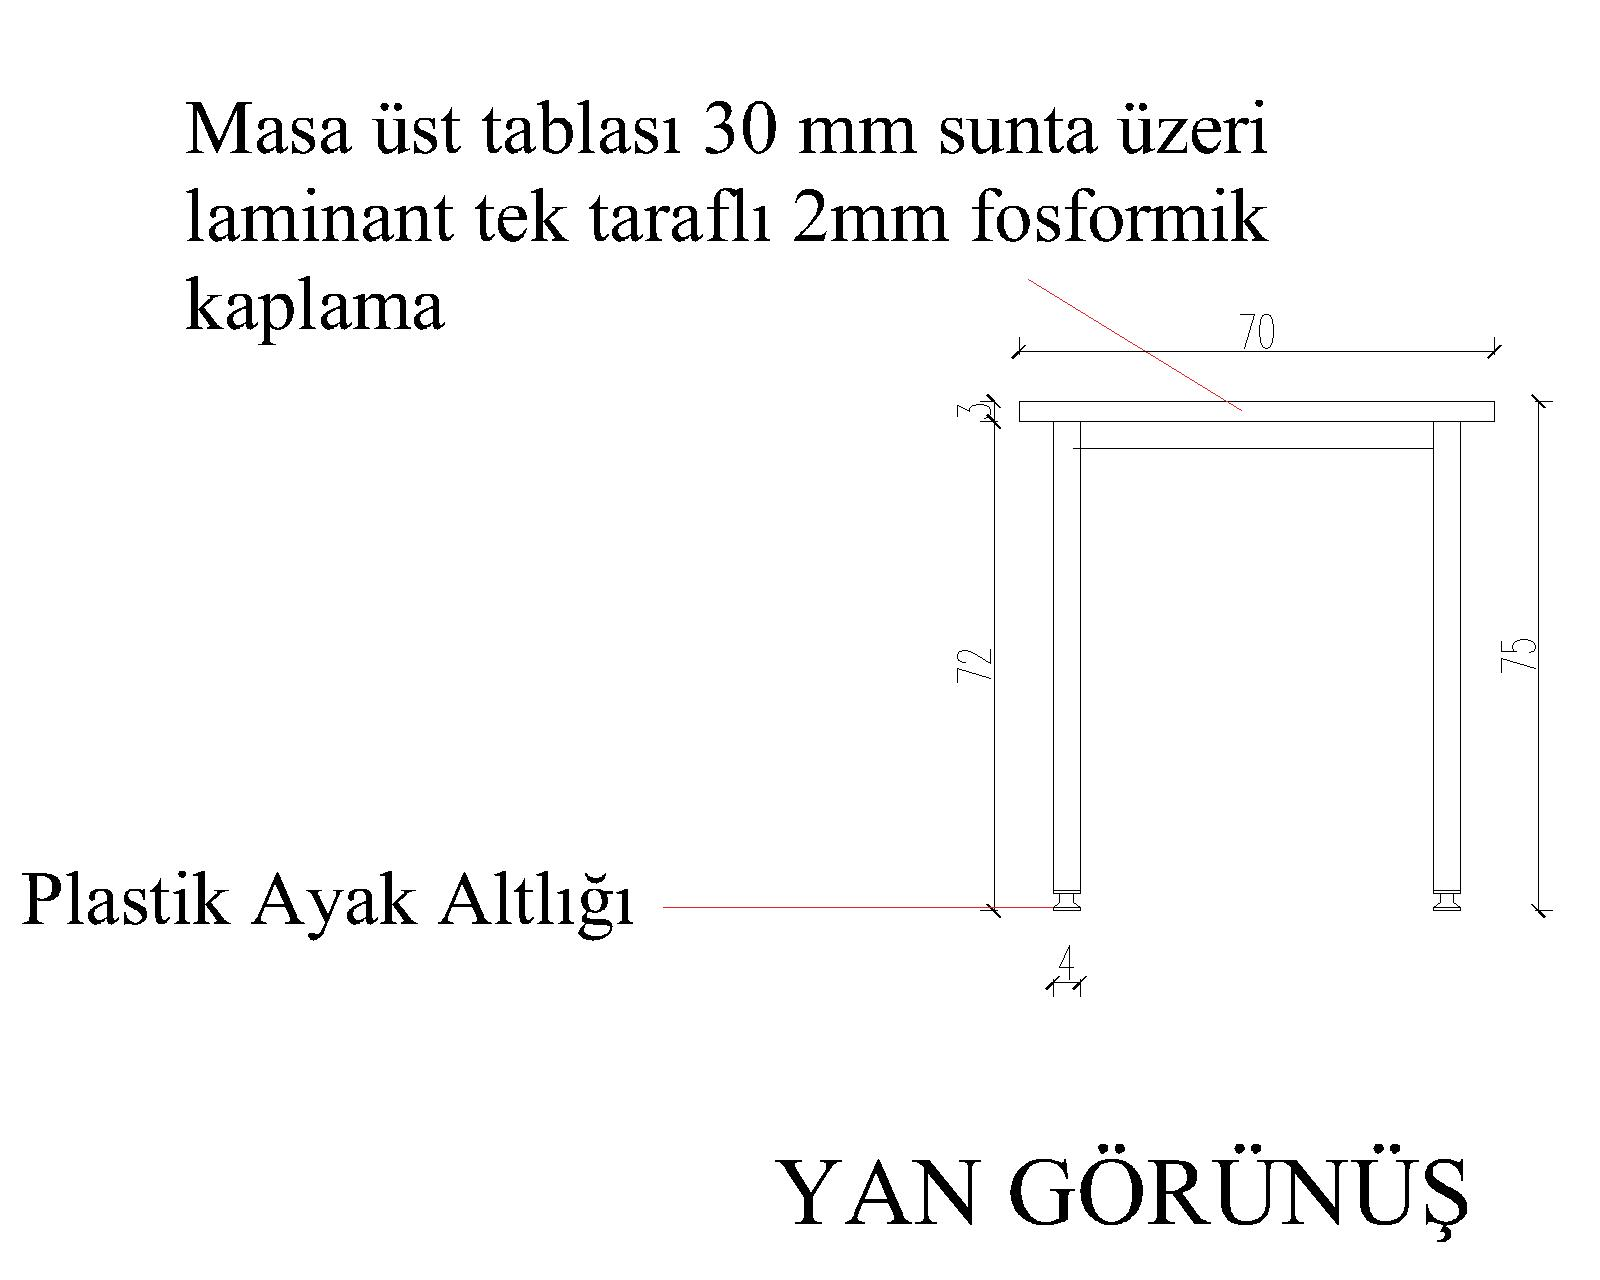 Masa üst tablası 30 mm sunta üzeri
laminant tek taraflı 2mm fosformik
kaplama
70
3
72
75
Plastik Ayak Altlığı
4
YAN GÖRÜNÜŞ